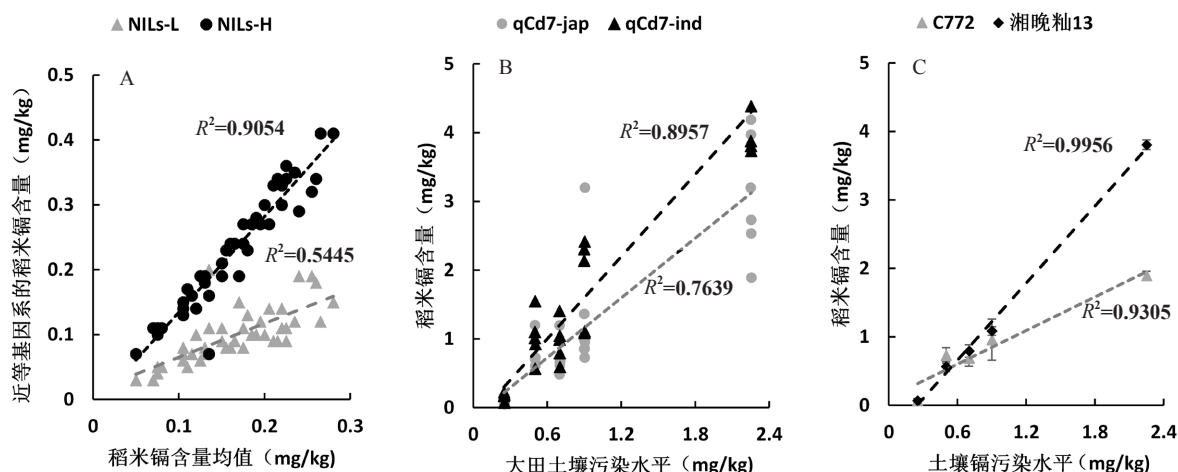 NILs-L NILs-H
A
近等基因系的稻米镉含量（mg/kg）
0.5
0.4
0.3
0.2
0.1
0
R²=0.9054
R²=0.5445
0 0.1 0.2 0.3
稻米镉含量均值（mg/kg）
qCd7-jap qCd7-ind
B
稻米镉含量（mg/kg）
5
4
3
2
1
0
R²=0.8957
R²=0.7639
0 0.6 1.2 1.8 2.4
大田土壤污染水平（mg/kg）
C772 湘晚籼13
C
稻米镉含量（mg/kg）
5
4
3
2
1
0
R²=0.9956
R²=0.9305
0 0.6 1.2 1.8 2.4
土壤镉污染水平（mg/kg）